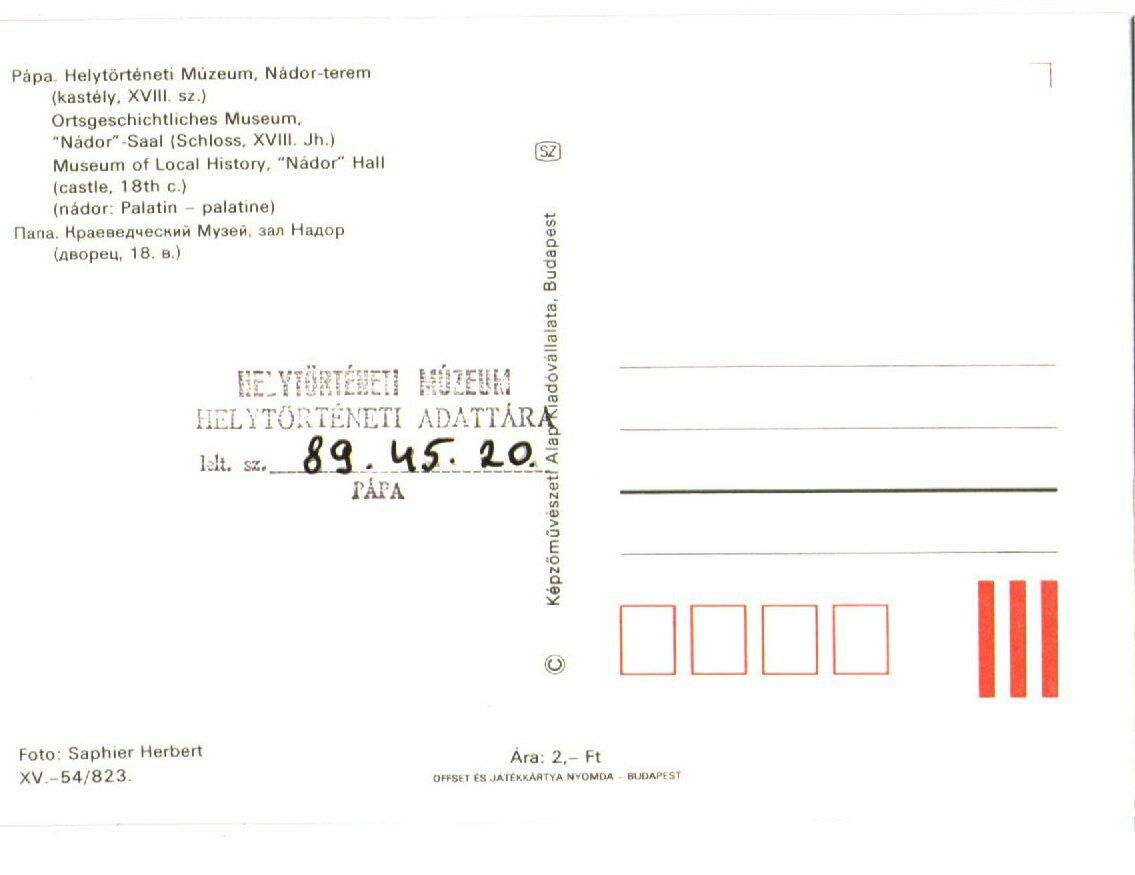 Pápa. Helytörténeti Múzeum, Nádor-terem
(kastély, XVIII. sz.)
Ortsgeschichtliches Museum,
"Nádor"-Saal (Schloss, XVIII. Jh.)
Museum of Local History, "Nádor" Hall
(castle, 18th c.)
(nádor: Palatin – palatine)
Папа. Краеведческий Музей, зал Надор
(дворец, 18. в.)
HELYTÖRTÉNETI MÚZEUM
HELYTÖRTÉNETI ADATTÁRA
lelt. sz. 89. 45. 20.
PÁPA
SZ
© Képzőművészeti Alap Kiadóvállalata, Budapest
Foto: Saphier Herbert
XV.–54/823.
Ára: 2,– Ft
OFFSET ÉS JÁTÉKKÁRTYA NYOMDA – BUDAPEST